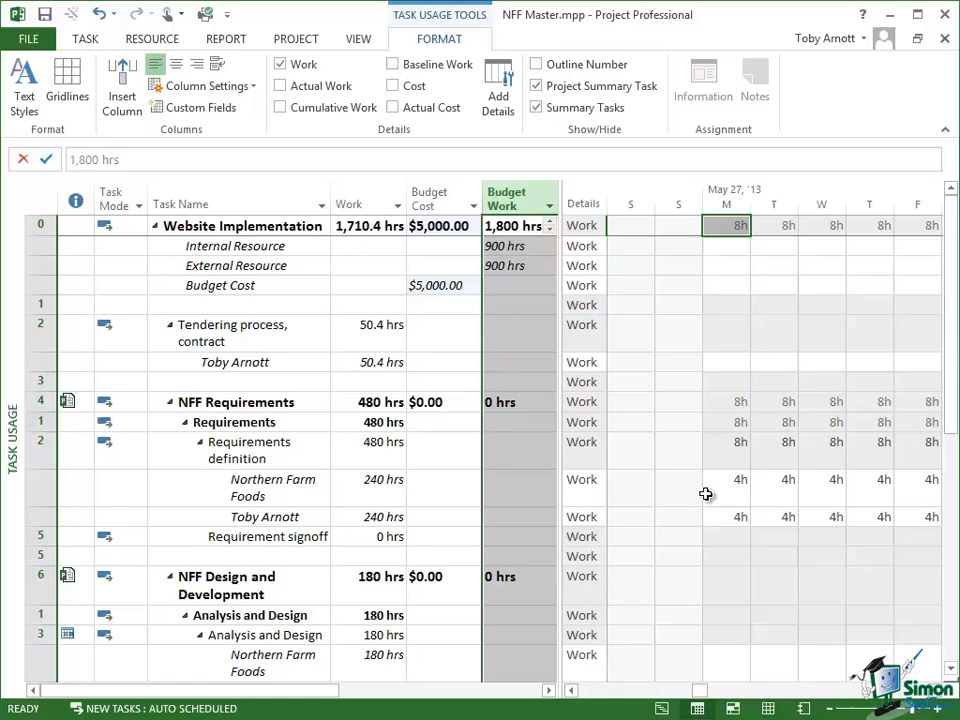 TASK USAGE TOOLS NFF Master.mpp - Project Professional
FILE TASK RESOURCE REPORT PROJECT VIEW FORMAT Toby Arnott
Text Styles
Gridlines
Format
Insert Column
Column Settings
Custom Fields
Columns
Work
Actual Work
Cumulative Work
Baseline Work
Cost
Actual Cost
Add Details
Details
Outline Number
Project Summary Task
Summary Tasks
Show/Hide
Information
Notes
Assignment
1,800 hrs
May 27, '13
Task Mode Task Name Work Budget Cost Budget Work Details S S M T W T F
0 Website Implementation 1,710.4 hrs $5,000.00 1,800 hrs Work 8h 8h 8h 8h 8h
Internal Resource 900 hrs Work
External Resource 900 hrs Work
Budget Cost $5,000.00 Work
1 Work
2 Tendering process, contract 50.4 hrs Work
Toby Arnott 50.4 hrs Work
3 Work
4 NFF Requirements 480 hrs $0.00 0 hrs Work 8h 8h 8h 8h 8h
1 Requirements 480 hrs Work 8h 8h 8h 8h 8h
2 Requirements definition 480 hrs Work 8h 8h 8h 8h 8h
Northern Farm Foods 240 hrs Work 4h 4h 4h 4h 4h
Toby Arnott 240 hrs Work 4h 4h 4h 4h 4h
5 Requirement signoff 0 hrs Work
5 Work
6 NFF Design and Development 180 hrs $0.00 0 hrs Work
1 Analysis and Design 180 hrs Work
3 Analysis and Design 180 hrs Work
Northern Farm Foods 180 hrs Work
TASK USAGE
Simon
READY NEW TASKS : AUTO SCHEDULED